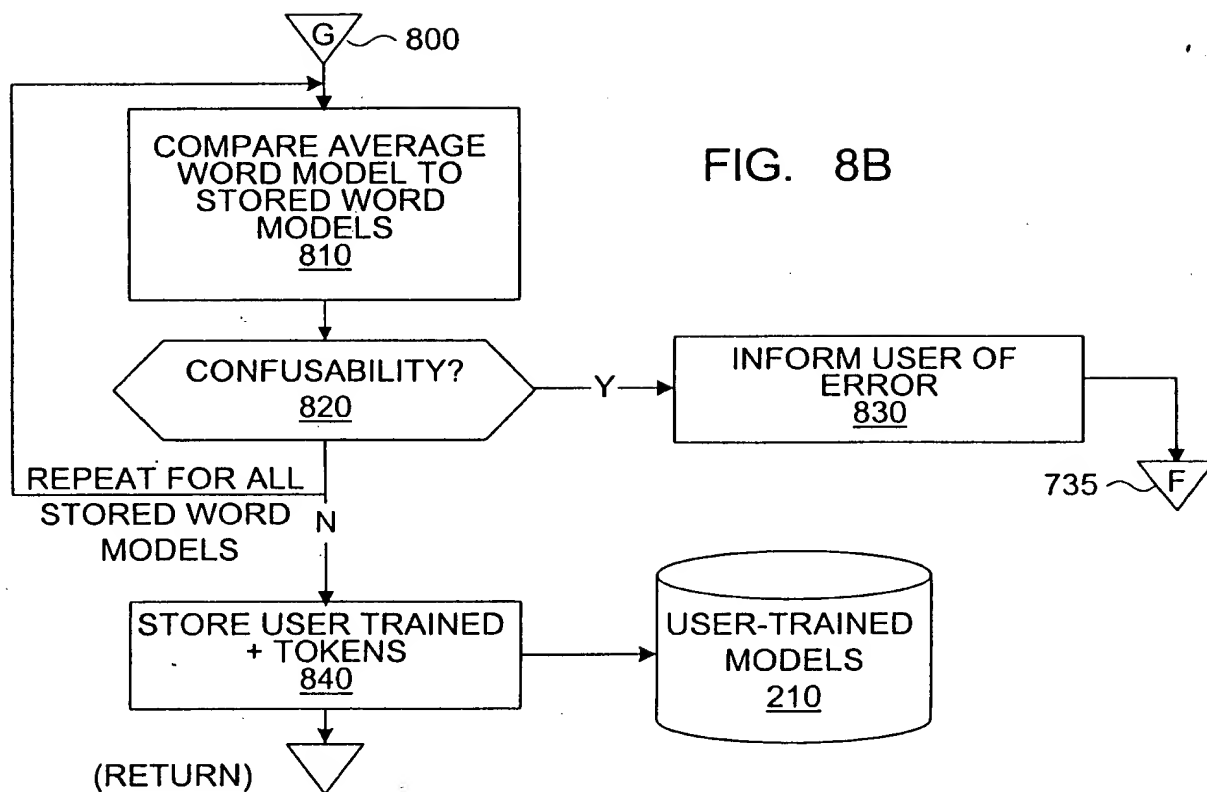 G 800
COMPARE AVERAGE
WORD MODEL TO
STORED WORD
MODELS
810
FIG. 8B
CONFUSABILITY?
820
Y
INFORM USER OF
ERROR
830
735 F
REPEAT FOR ALL
STORED WORD
MODELS
N
STORE USER TRAINED
+ TOKENS
840
USER-TRAINED
MODELS
210
(RETURN)